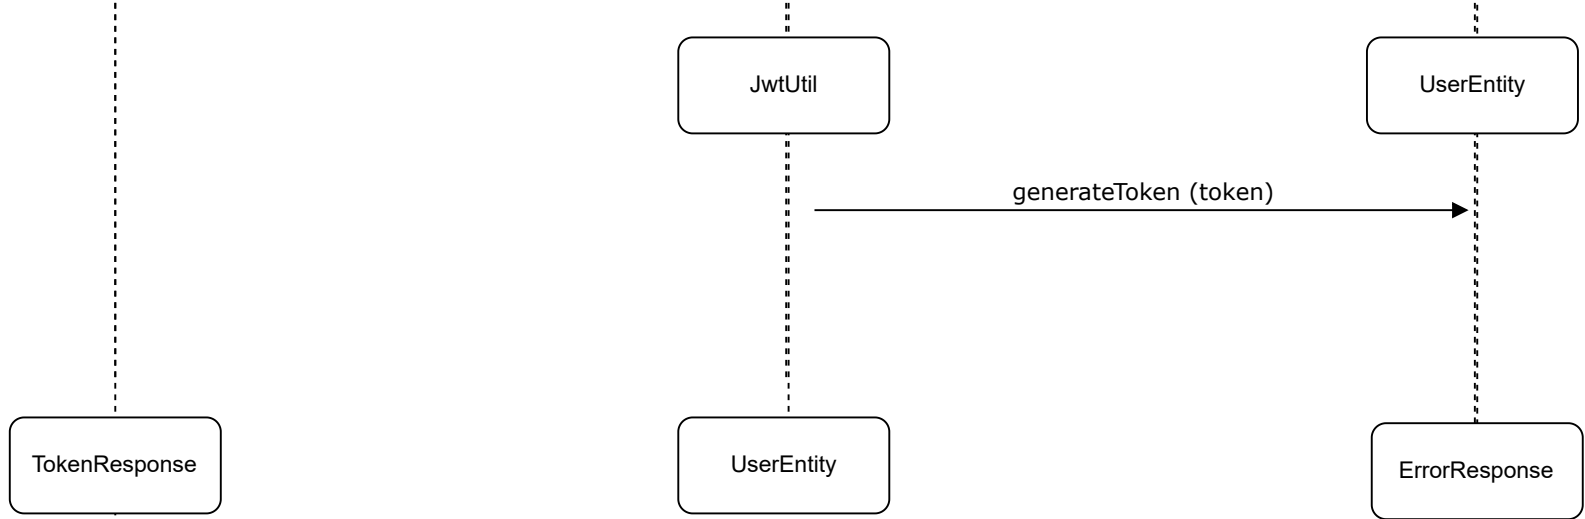 JwtUtil
UserEntity
generateToken (token)
TokenResponse
UserEntity
ErrorResponse